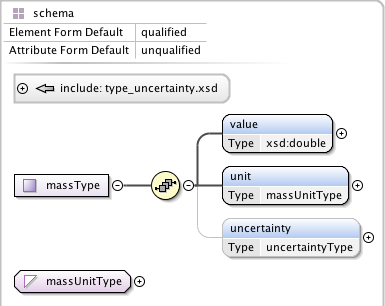 schema
Element Form Default qualified
Attribute Form Default unqualified
include: type_uncertainty.xsd
value
Type xsd:double
massType
unit
Type massUnitType
uncertainty
Type uncertaintyType
massUnitType